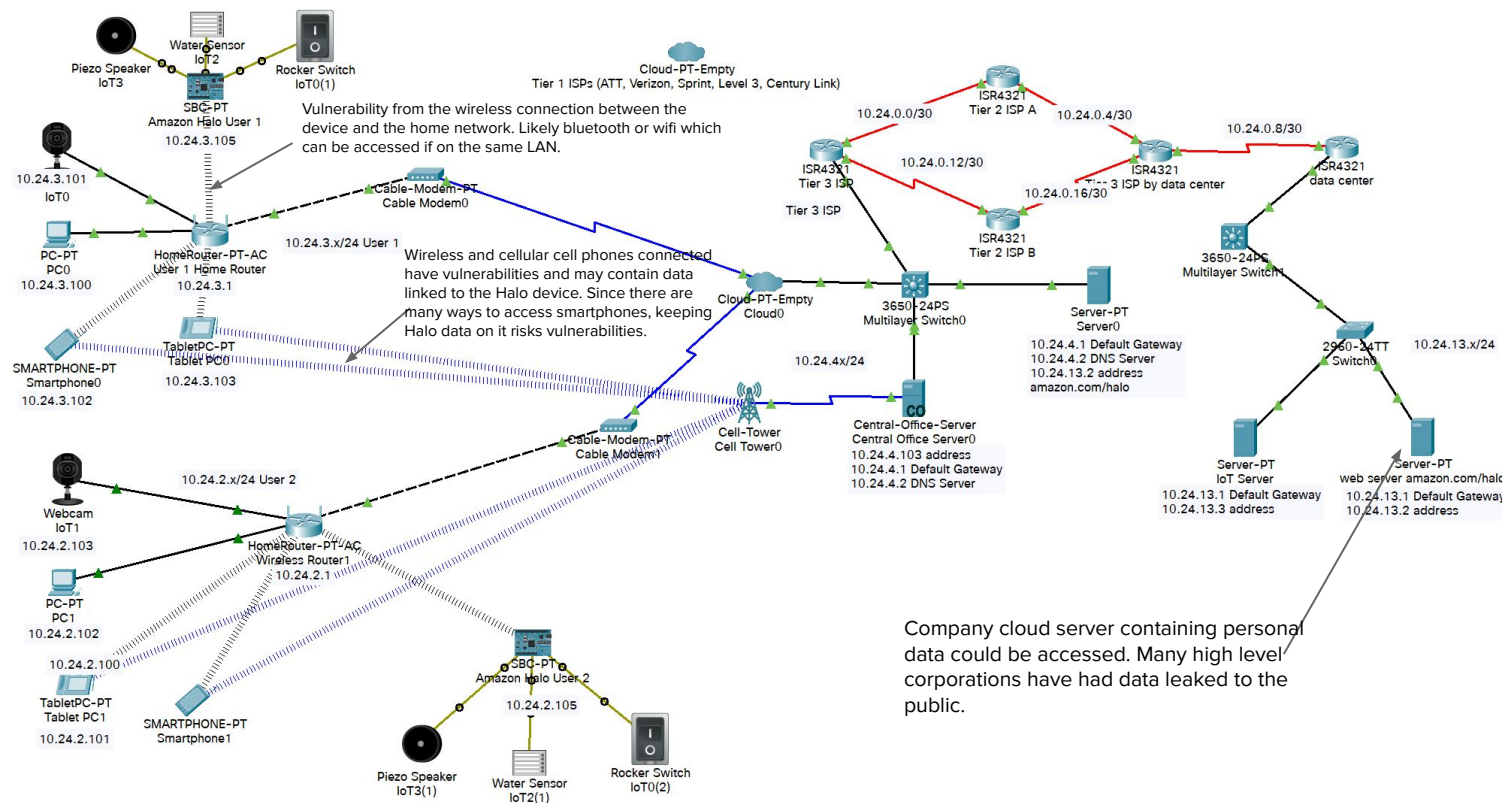 Piezo Speaker
IoT3
Water Sensor
IoT2
Rocker Switch
IoT0(1)
SBC-PT
Amazon Halo User 1
10.24.3.105
Vulnerability from the wireless connection between the
device and the home network. Likely bluetooth or wifi which
can be accessed if on the same LAN.
Cloud-PT-Empty
Tier 1 ISPs (ATT, Verizon, Sprint, Level 3, Century Link)
ISR4321
Tier 2 ISP A
10.24.0.0/30
10.24.0.4/30
10.24.0.8/30
ISR4321
Tier 3 ISP
Tier 3 ISP
10.24.0.12/30
10.24.0.16/30
ISR4321
Tier 3 ISP by data center
ISR4321
data center
ISR4321
Tier 2 ISP B
10.24.3.101
IoT0
PC-PT
PC0
10.24.3.100
HomeRouter-PT-AC
User 1 Home Router
10.24.3.1
10.24.3.x/24 User 1
Cable-Modem-PT
Cable Modem0
Wireless and cellular cell phones connected
have vulnerabilities and may contain data
linked to the Halo device. Since there are
many ways to access smartphones, keeping
Halo data on it risks vulnerabilities.
Cloud-PT-Empty
Cloud0
3650-24PS
Multilayer Switch0
3650-24PS
Multilayer Switch1
Server-PT
Server0
10.24.4.1 Default Gateway
10.24.4.2 DNS Server
10.24.13.2 address
amazon.com/halo
2960-24TT
Switch0
10.24.13.x/24
SMARTPHONE-PT
Smartphone0
10.24.3.102
TabletPC-PT
Tablet PC0
10.24.3.103
10.24.4x/24
Cell-Tower
Cell Tower0
CO
Central-Office-Server
Central Office Server0
10.24.4.103 address
10.24.4.1 Default Gateway
10.24.4.2 DNS Server
Cable-Modem-PT
Cable Modem1
Server-PT
IoT Server
10.24.13.1 Default Gateway
10.24.13.3 address
Server-PT
web server amazon.com/halo
10.24.13.1 Default Gateway
10.24.13.2 address
10.24.2.x/24 User 2
Webcam
IoT1
10.24.2.103
HomeRouter-PT-AC
Wireless Router1
10.24.2.1
PC-PT
PC1
10.24.2.102
10.24.2.100
TabletPC-PT
Tablet PC1
10.24.2.101
SMARTPHONE-PT
Smartphone1
SBC-PT
Amazon Halo User 2
10.24.2.105
Piezo Speaker
IoT3(1)
Water Sensor
IoT2(1)
Rocker Switch
IoT0(2)
Company cloud server containing personal
data could be accessed. Many high level
corporations have had data leaked to the
public.